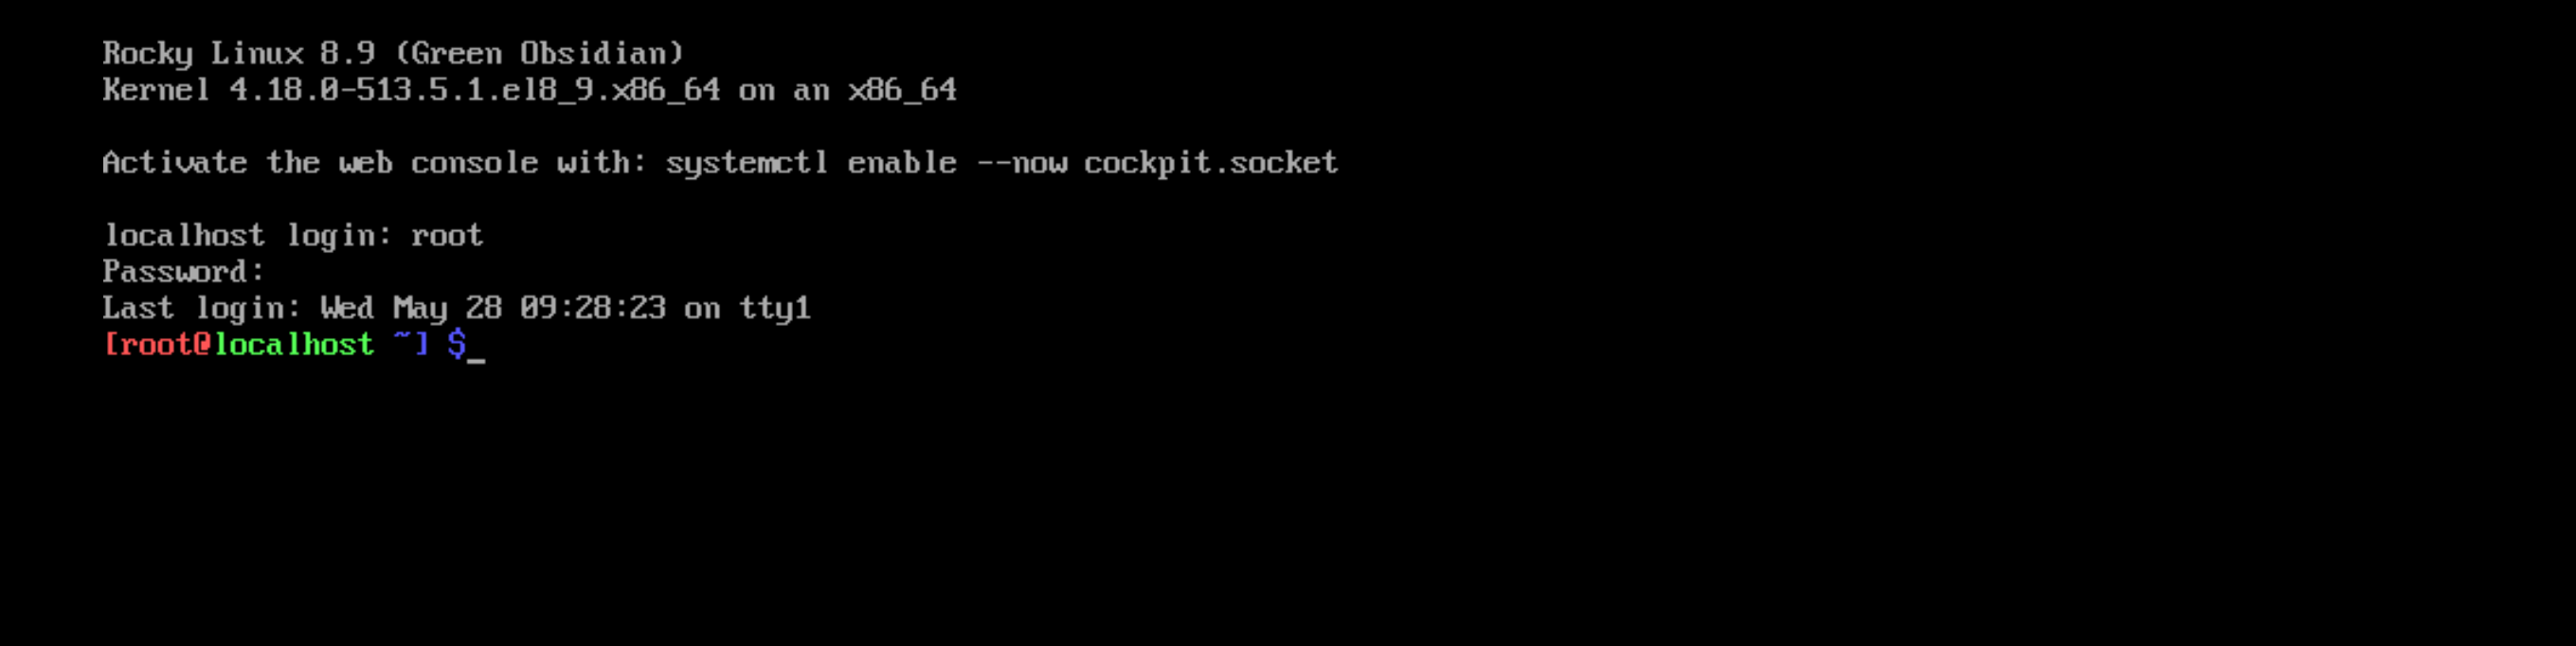 Rocky Linux 8.9 (Green Obsidian)
Kernel 4.18.0-513.5.1.el8_9.x86_64 on an x86_64
Activate the web console with: systemctl enable --now cockpit.socket
localhost login: root
Password:
Last login: Wed May 28 09:28:23 on tty1
[root@localhost ~] $_